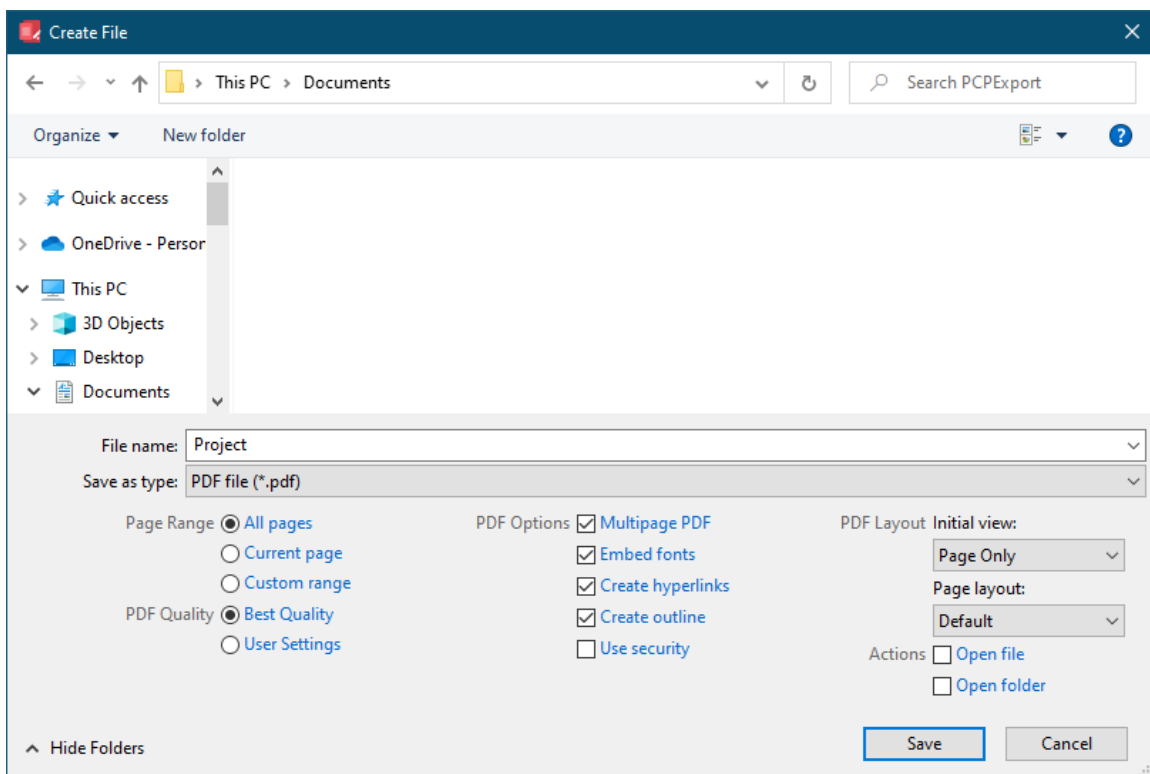 Create File
This PC > Documents
Search PCPExport
Organize
New folder
Quick access
OneDrive - Person
This PC
3D Objects
Desktop
Documents
File name: Project
Save as type: PDF file (*.pdf)
Page Range All pages
Current page
Custom range
PDF Quality Best Quality
User Settings
PDF Options Multipage PDF
Embed fonts
Create hyperlinks
Create outline
Use security
PDF Layout Initial view:
Page Only
Page layout:
Default
Actions Open file
Open folder
Hide Folders
Save
Cancel